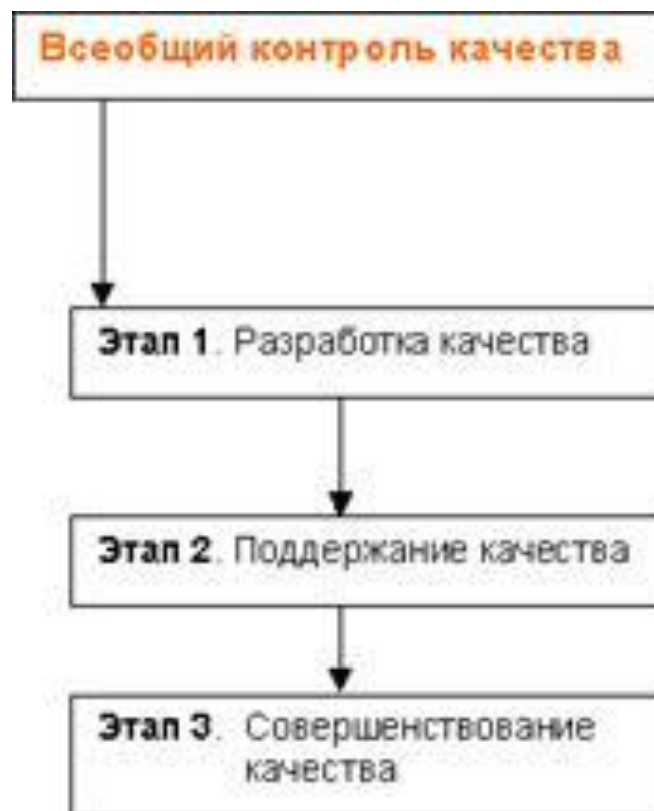 Всеобщий контроль качества
Этап 1. Разработка качества
Этап 2. Поддержание качества
Этап 3. Совершенствование
качества